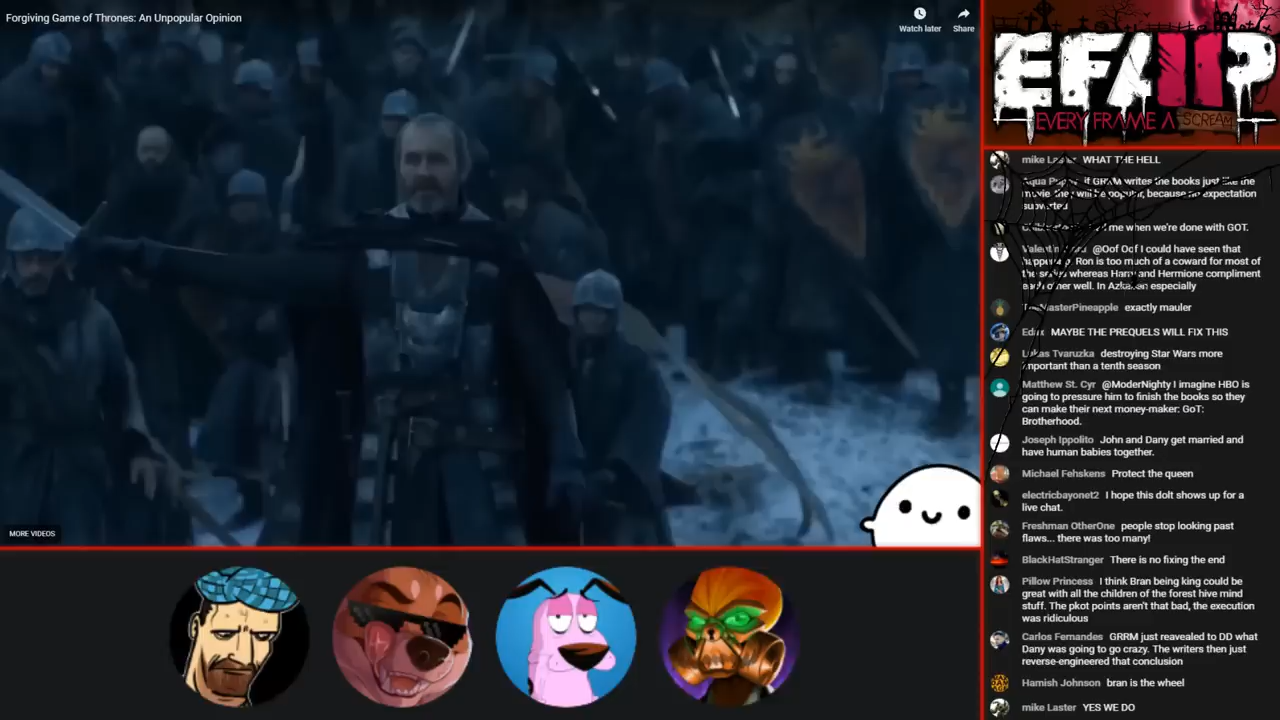 Forgiving Game of Thrones: An Unpopular Opinion
Watch later
Share
MORE VIDEOS
EFAP
EVERY FRAME A SCREAM
mike Laster WHAT THE HELL
Aqua if GRRM writes the books just like the
movie they will be popular, because expectation
subverted
me when we're done with GOT.
@Oof Oof I could have seen that
Ron is too much of a coward for most of
the whereas Harry and Hermione compliment
each other well. In Azkaban especially
TheMasterPineapple exactly mauler
MAYBE THE PREQUELS WILL FIX THIS
Lukas Tvaruzka destroying Star Wars more
important than a tenth season
Matthew St. Cyr @ModerNighty I imagine HBO is
going to pressure him to finish the books so they
can make their next money-maker: GoT:
Brotherhood.
Joseph Ippolito John and Dany get married and
have human babies together.
Michael Fehskens Protect the queen
electricbayonet2 I hope this dolt shows up for a
live chat.
Freshman OtherOne people stop looking past
flaws... there was too many!
BlackHatStranger There is no fixing the end
Pillow Princess I think Bran being king could be
great with all the children of the forest hive mind
stuff. The pkot points aren't that bad, the execution
was ridiculous
Carlos Fernandes GRRM just reavealed to DD what
Dany was going to go crazy. The writers then just
reverse-engineered that conclusion
Hamish Johnson bran is the wheel
mike Laster YES WE DO